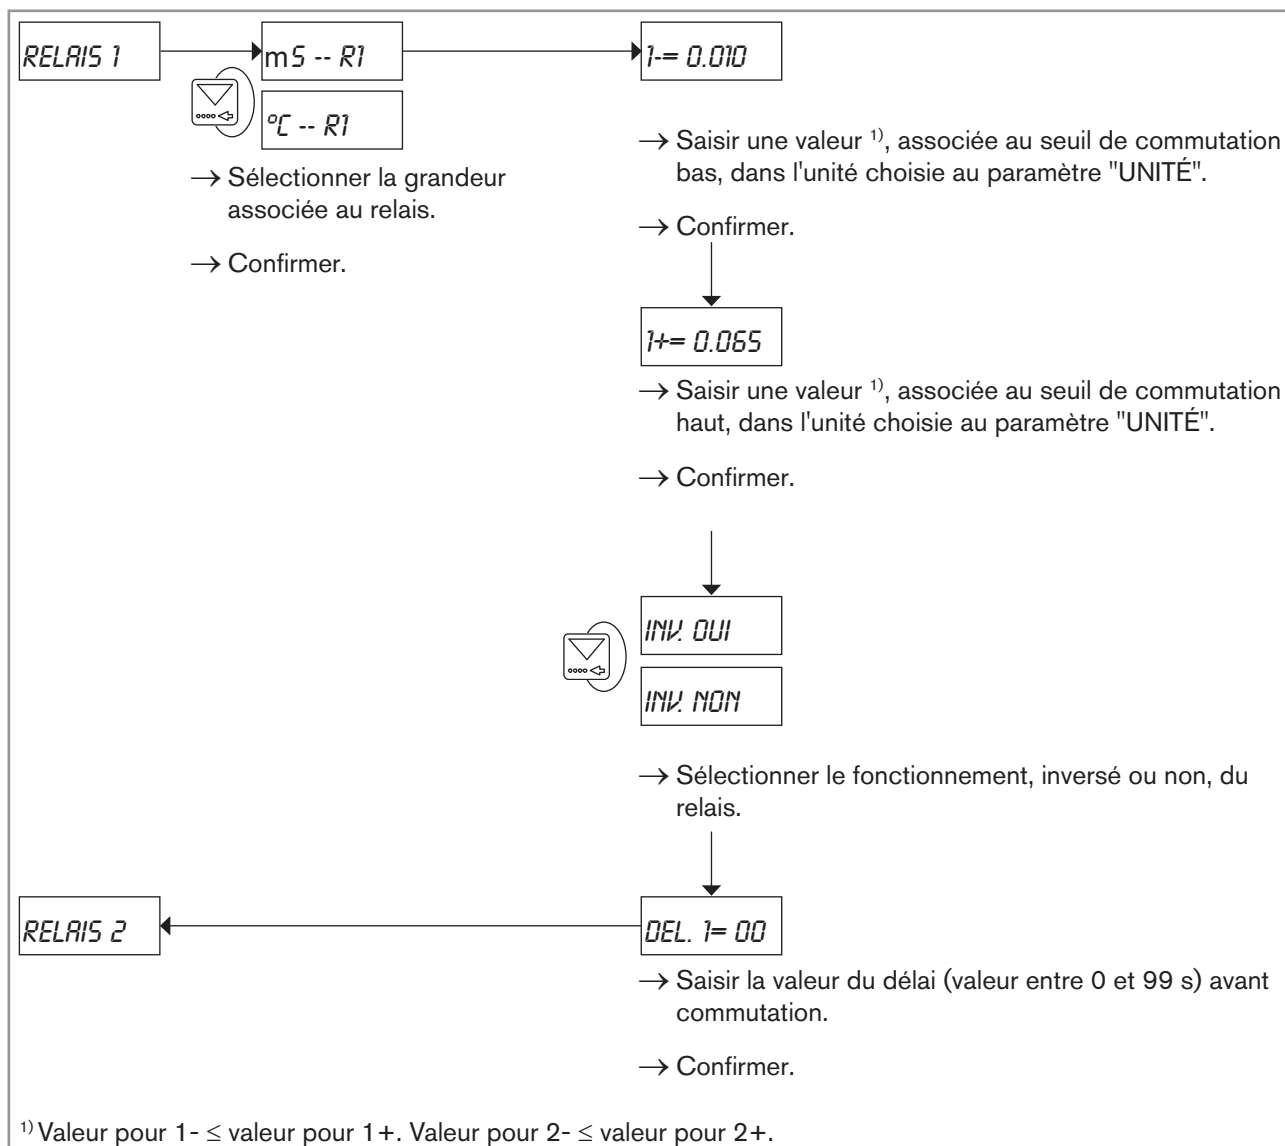 RELAIS 1
mS -- R1
°C -- R1
→ Sélectionner la grandeur
associée au relais.
→ Confirmer.
1-= 0.010
→ Saisir une valeur 1), associée au seuil de commutation
bas, dans l'unité choisie au paramètre "UNITÉ".
→ Confirmer.
1+= 0.065
→ Saisir une valeur 1), associée au seuil de commutation
haut, dans l'unité choisie au paramètre "UNITÉ".
→ Confirmer.
INV. OUI
INV. NON
→ Sélectionner le fonctionnement, inversé ou non, du
relais.
DEL. 1= 00
→ Saisir la valeur du délai (valeur entre 0 et 99 s) avant
commutation.
→ Confirmer.
RELAIS 2
1) Valeur pour 1- ≤ valeur pour 1+. Valeur pour 2- ≤ valeur pour 2+.